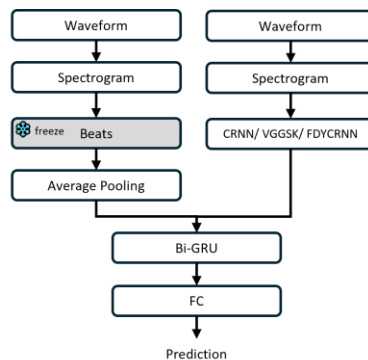 Waveform
Spectrogram
freeze Beats
Average Pooling
Waveform
Spectrogram
CRNN/ VGGSK/ FDYCRNN
Bi-GRU
FC
Prediction